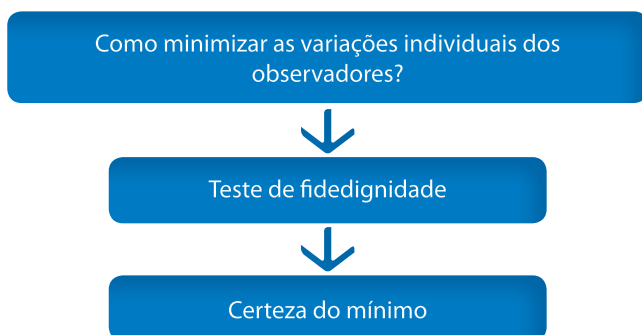 Como minimizar as variações individuais dos
observadores?
Teste de fidedignidade
Certeza do mínimo